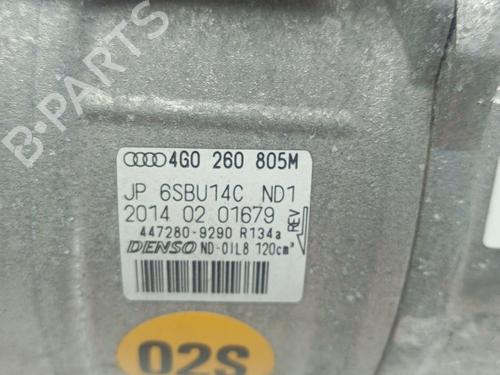 B-Parts
4G0 260 805M
JP 6SBU14C ND1
2014 02 01679
REV
447280-9290 R134a
DENSO ND-OIL8 120cm³
02S